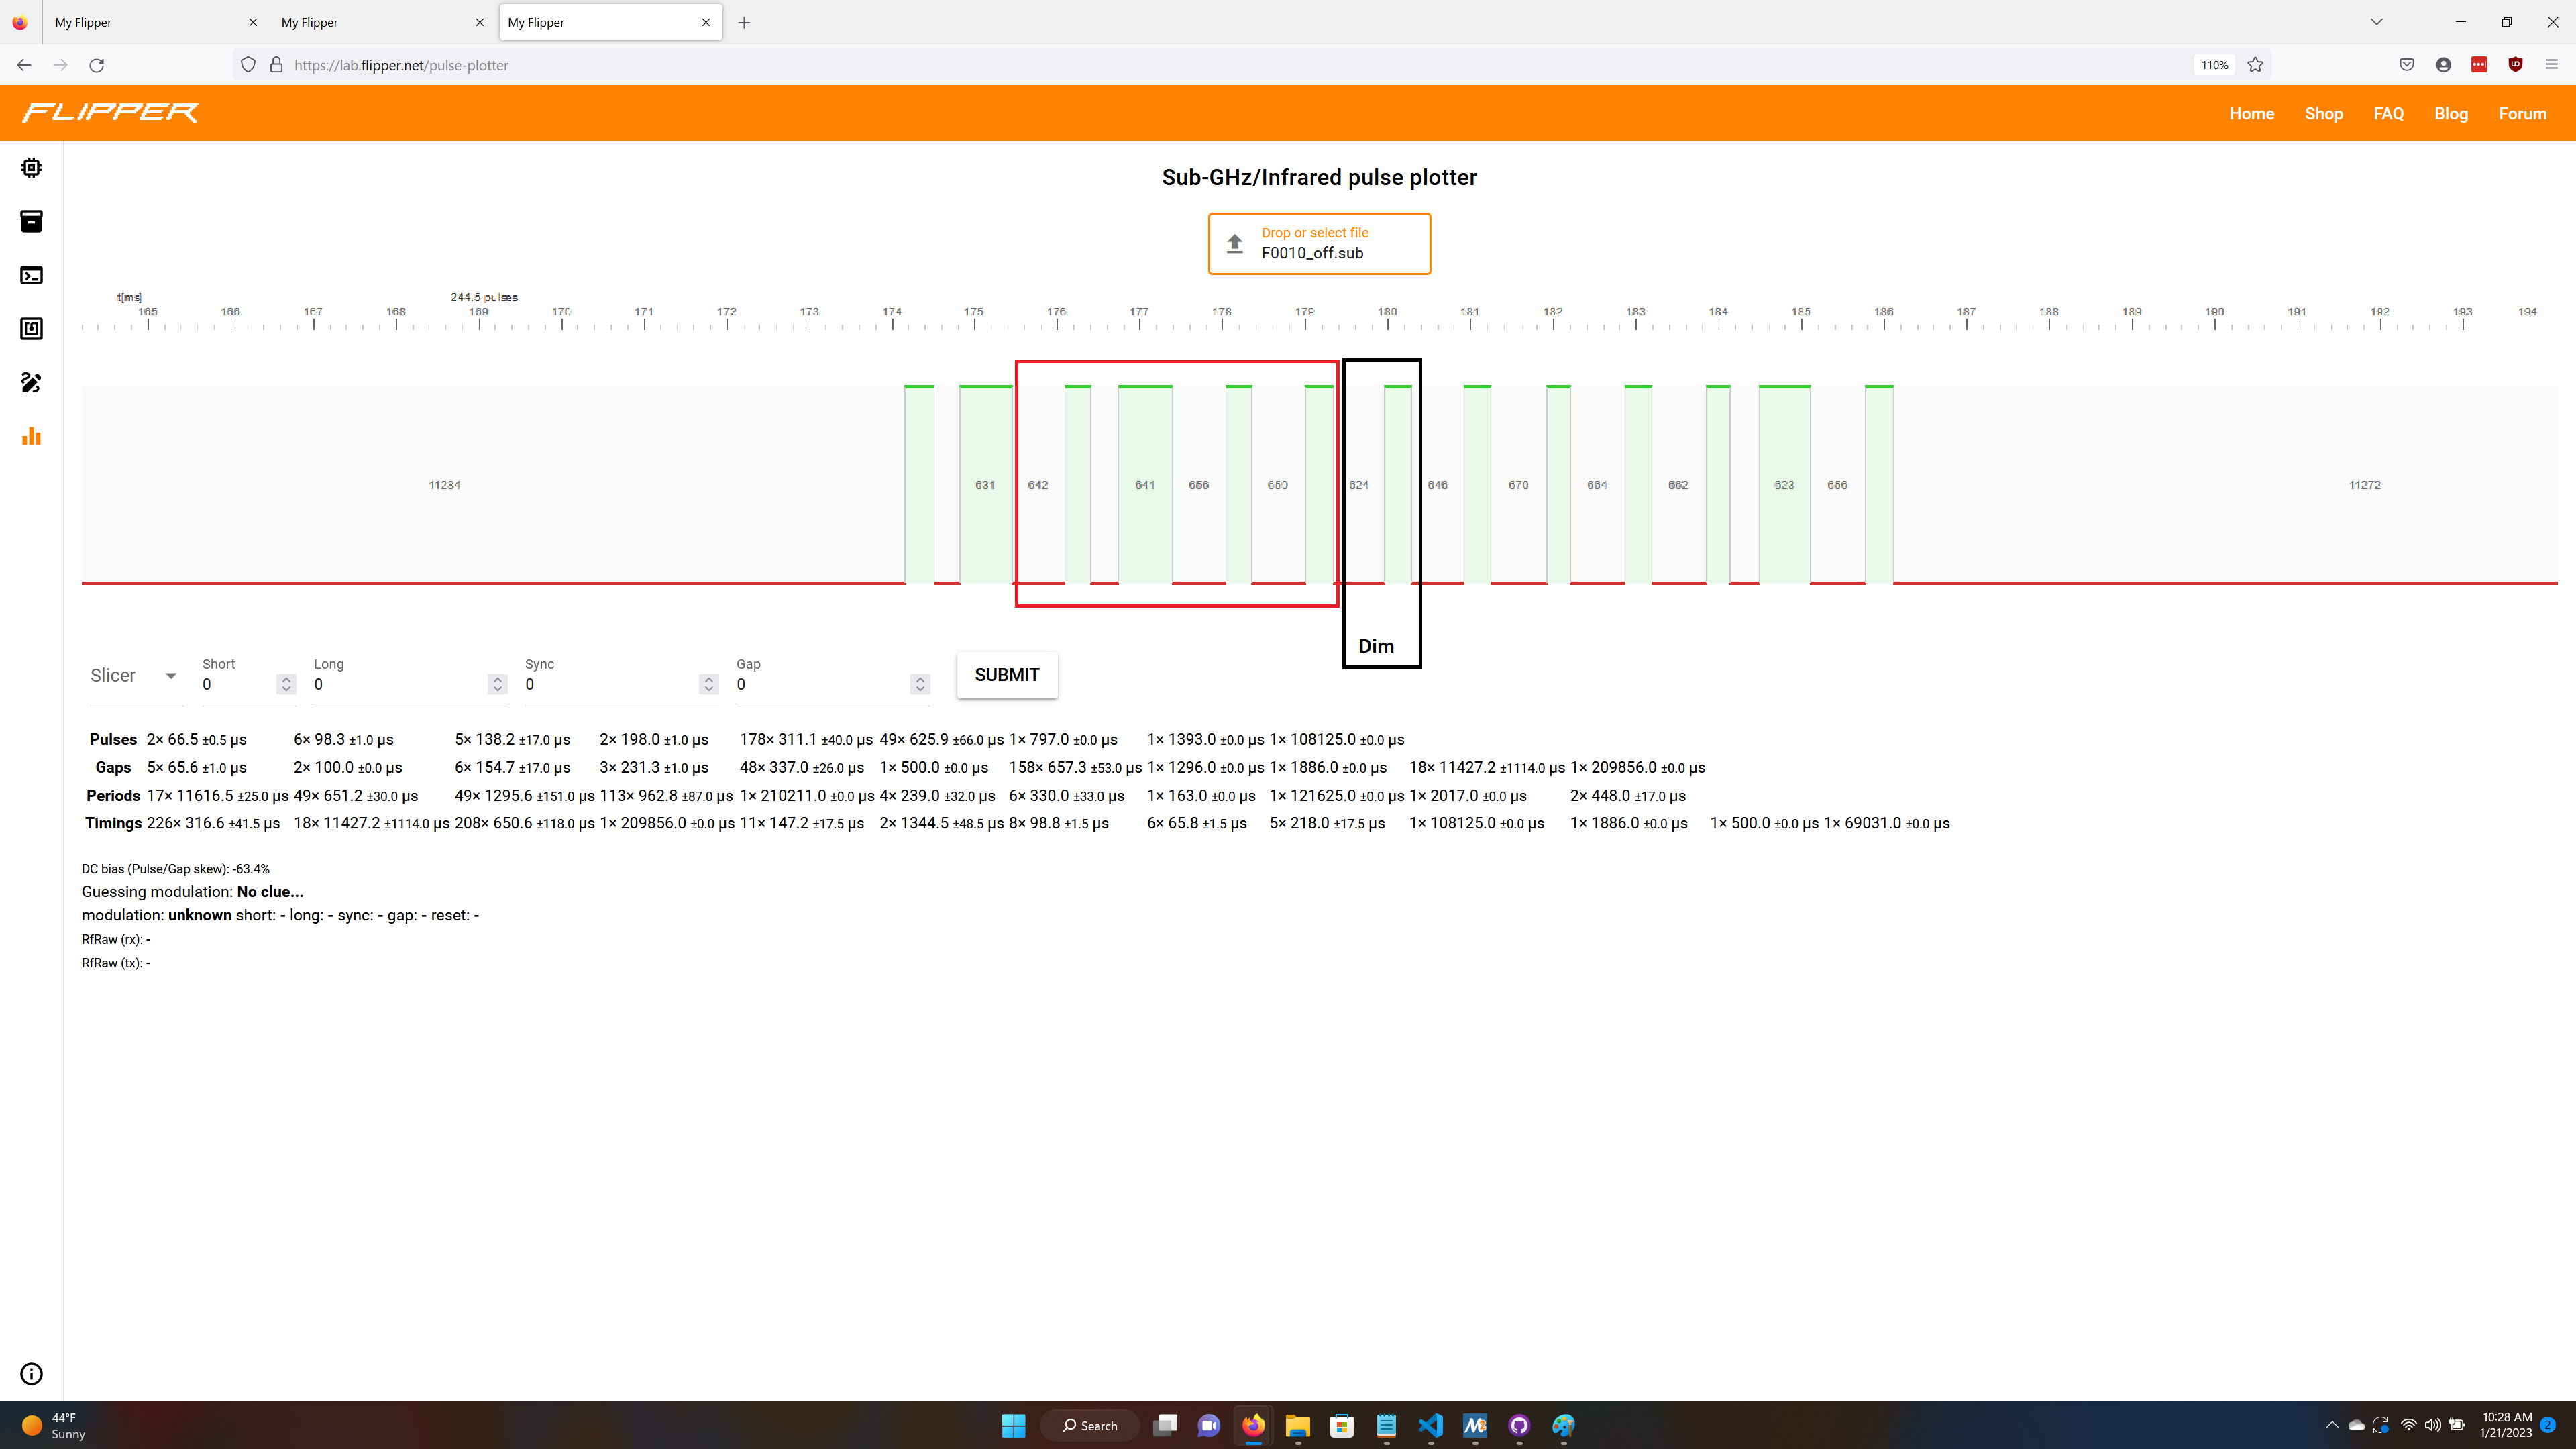 My Flipper My Flipper My Flipper
https://lab.flipper.net/pulse-plotter 110%
FLIPPER Home Shop FAQ Blog Forum
Sub-GHz/Infrared pulse plotter
Drop or select file
F0010_off.sub
t[ms] 244.5 pulses
165 166 167 168 169 170 171 172 173 174 175 176 177 178 179 180 181 182 183 184 185 186 187 188 189 190 191 192 193 194
11284 631 642 641 656 650 624 646 670 664 662 623 656 11272
Dim
Slicer Short Long Sync Gap
0 0 0 0 SUBMIT
Pulses 2× 66.5 ±0.5 µs 6× 98.3 ±1.0 µs 5× 138.2 ±17.0 µs 2× 198.0 ±1.0 µs 178× 311.1 ±40.0 µs 49× 625.9 ±66.0 µs 1× 797.0 ±0.0 µs 1× 1393.0 ±0.0 µs 1× 108125.0 ±0.0 µs
Gaps 5× 65.6 ±1.0 µs 2× 100.0 ±0.0 µs 6× 154.7 ±17.0 µs 3× 231.3 ±1.0 µs 48× 337.0 ±26.0 µs 1× 500.0 ±0.0 µs 158× 657.3 ±53.0 µs 1× 1296.0 ±0.0 µs 1× 1886.0 ±0.0 µs 18× 11427.2 ±1114.0 µs 1× 209856.0 ±0.0 µs
Periods 17× 11616.5 ±25.0 µs 49× 651.2 ±30.0 µs 49× 1295.6 ±151.0 µs 113× 962.8 ±87.0 µs 1× 210211.0 ±0.0 µs 4× 239.0 ±32.0 µs 6× 330.0 ±33.0 µs 1× 163.0 ±0.0 µs 1× 121625.0 ±0.0 µs 1× 2017.0 ±0.0 µs 2× 448.0 ±17.0 µs
Timings 226× 316.6 ±41.5 µs 18× 11427.2 ±1114.0 µs 208× 650.6 ±118.0 µs 1× 209856.0 ±0.0 µs 11× 147.2 ±17.5 µs 2× 1344.5 ±48.5 µs 8× 98.8 ±1.5 µs 6× 65.8 ±1.5 µs 5× 218.0 ±17.5 µs 1× 108125.0 ±0.0 µs 1× 1886.0 ±0.0 µs 1× 500.0 ±0.0 µs 1× 69031.0 ±0.0 µs
DC bias (Pulse/Gap skew): -63.4%
Guessing modulation: No clue...
modulation: unknown short: - long: - sync: - gap: - reset: -
RfRaw (rx): -
RfRaw (tx): -
44°F
Sunny
Search
10:28 AM
1/21/2023
2